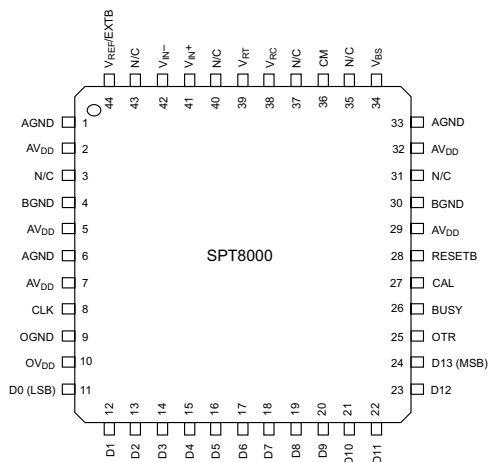 VREF/EXTB
N/C
VIN–
VIN+
N/C
VRT
VRC
N/C
CM
N/C
VBS
44 43 42 41 40 39 38 37 36 35 34
AGND 1 33 AGND
AVDD 2 32 AVDD
N/C 3 31 N/C
BGND 4 30 BGND
AVDD 5 29 AVDD
AGND 6 SPT8000 28 RESETB
AVDD 7 27 CAL
CLK 8 26 BUSY
OGND 9 25 OTR
OVDD 10 24 D13 (MSB)
D0 (LSB) 11 23 D12
12 13 14 15 16 17 18 19 20 21 22
D1
D2
D3
D4
D5
D6
D7
D8
D9
D10
D11